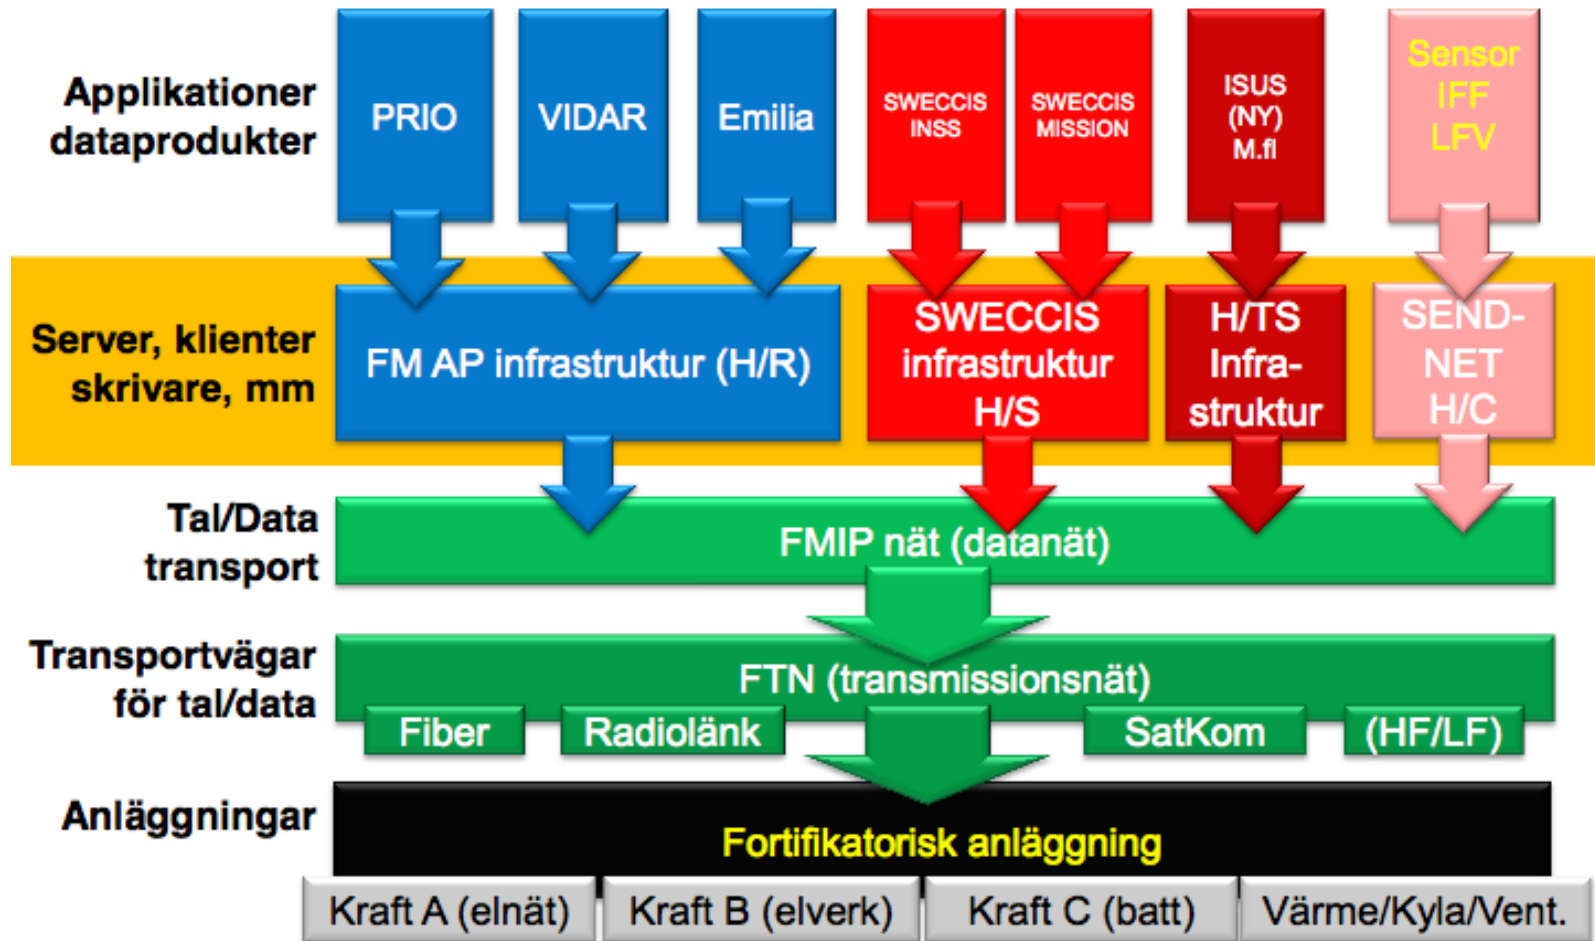 Applikationer
dataprodukter
PRIO
VIDAR
Emilia
SWECCIS
INSS
SWECCIS
MISSION
ISUS
(NY)
M.fl
Sensor
IFF
LFV
Server, klienter
skrivare, mm
FM AP infrastruktur (H/R)
SWECCIS
infrastruktur
H/S
H/TS
Infra-
struktur
SEND-
NET
H/C
Tal/Data
transport
FMIP nät (datanät)
Transportvägar
för tal/data
FTN (transmissionsnät)
Fiber
Radiolänk
SatKom
(HF/LF)
Anläggningar
Fortifikatorisk anläggning
Kraft A (elnät)
Kraft B (elverk)
Kraft C (batt)
Värme/Kyla/Vent.